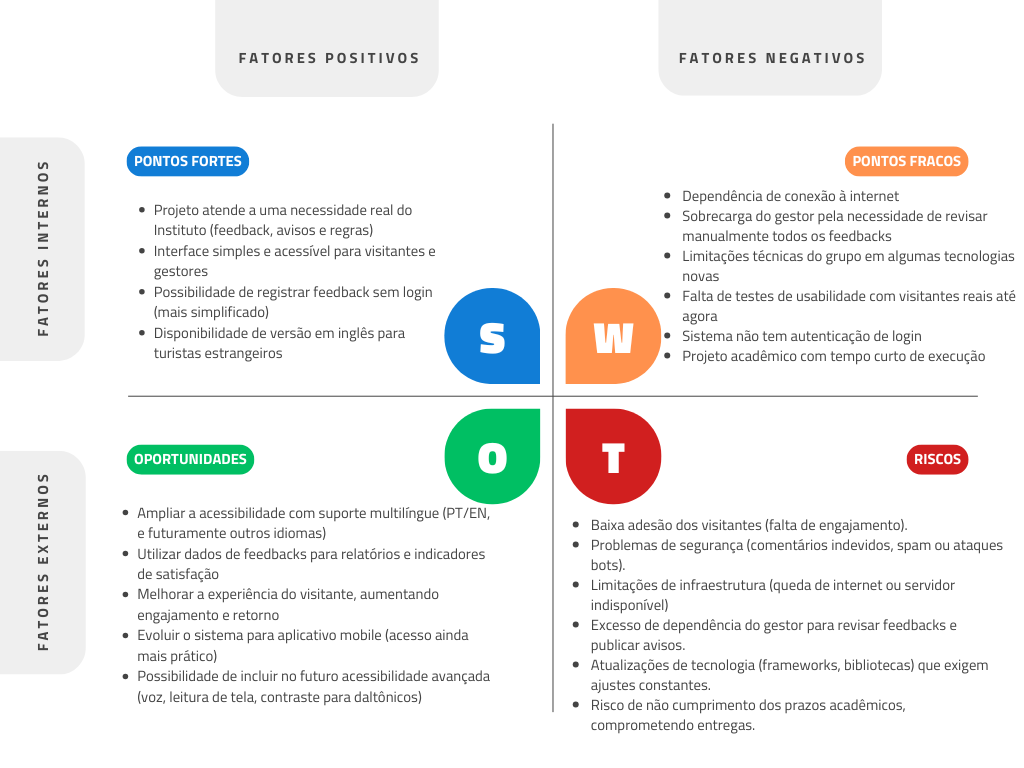 FATORES POSITIVOS
FATORES NEGATIVOS
FATORES INTERNOS
PONTOS FORTES
Projeto atende a uma necessidade real do
Instituto (feedback, avisos e regras)
Interface simples e acessível para visitantes e
gestores
Possibilidade de registrar feedback sem login
(mais simplificado)
Disponibilidade de versão em inglês para
turistas estrangeiros
S
PONTOS FRACOS
Dependência de conexão à internet
Sobrecarga do gestor pela necessidade de revisar
manualmente todos os feedbacks
Limitações técnicas do grupo em algumas tecnologias
novas
Falta de testes de usabilidade com visitantes reais até
agora
Sistema não tem autenticação de login
Projeto acadêmico com tempo curto de execução
W
FATORES EXTERNOS
OPORTUNIDADES
O
Ampliar a acessibilidade com suporte multilíngue (PT/EN,
e futuramente outros idiomas)
Utilizar dados de feedbacks para relatórios e indicadores
de satisfação
Melhorar a experiência do visitante, aumentando
engajamento e retorno
Evoluir o sistema para aplicativo mobile (acesso ainda
mais prático)
Possibilidade de incluir no futuro acessibilidade avançada
(voz, leitura de tela, contraste para daltônicos)
T
RISCOS
Baixa adesão dos visitantes (falta de engajamento).
Problemas de segurança (comentários indevidos, spam ou ataques
bots).
Limitações de infraestrutura (queda de internet ou servidor
indisponível)
Excesso de dependência do gestor para revisar feedbacks e
publicar avisos.
Atualizações de tecnologia (frameworks, bibliotecas) que exigem
ajustes constantes.
Risco de não cumprimento dos prazos acadêmicos,
comprometendo entregas.